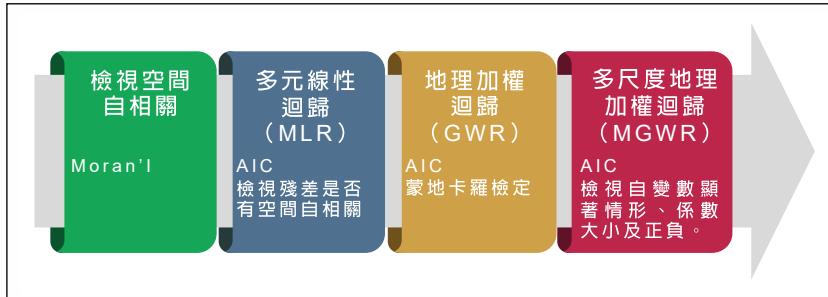 檢視空間
自相關
Moran'I
多元線性
迴歸
（MLR）
AIC
檢視殘差是否
有空間自相關
地理加權
迴歸
（GWR）
AIC
蒙地卡羅檢定
多尺度地理
加權迴歸
（MGWR）
AIC
檢視自變數顯
著情形、係數
大小及正負。